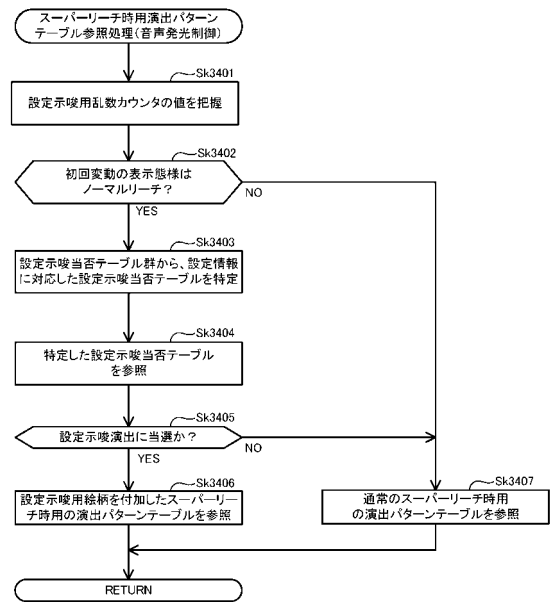 スーパーリーチ時用演出パターン
テーブル参照処理(音声発光制御)
Sk3401
設定示唆用乱数カウンタの値を把握
Sk3402
初回変動の表示態様は
ノーマルリーチ?
NO
YES
Sk3403
設定示唆当否テーブル群から、設定情報
に対応した設定示唆当否テーブルを特定
Sk3404
特定した設定示唆当否テーブル
を参照
Sk3405
設定示唆演出に当選か?
NO
YES
Sk3406
設定示唆用絵柄を付加したスーパーリー
チ時用の演出パターンテーブルを参照
Sk3407
通常のスーパーリーチ時用
の演出パターンテーブルを参照
RETURN